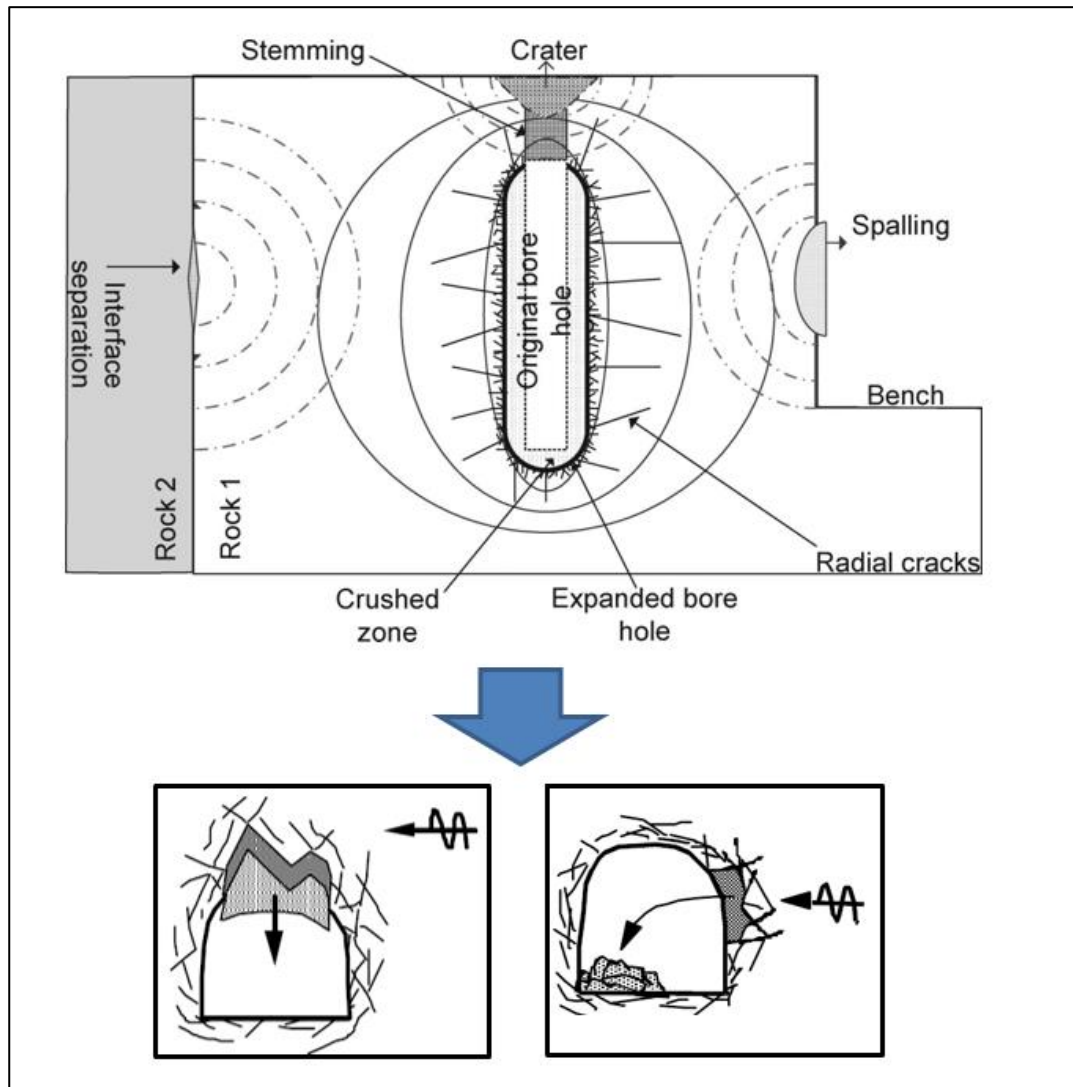 Stemming
Crater
Spalling
Interface
separation
Original bore
hole
Bench
Rock 2
Rock 1
Radial cracks
Crushed
zone
Expanded bore
hole